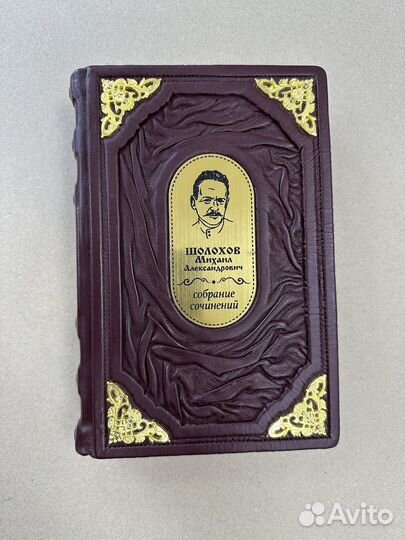 ШОЛОХОВ
Михаил
Александрович
собрание
сочинений
Avito